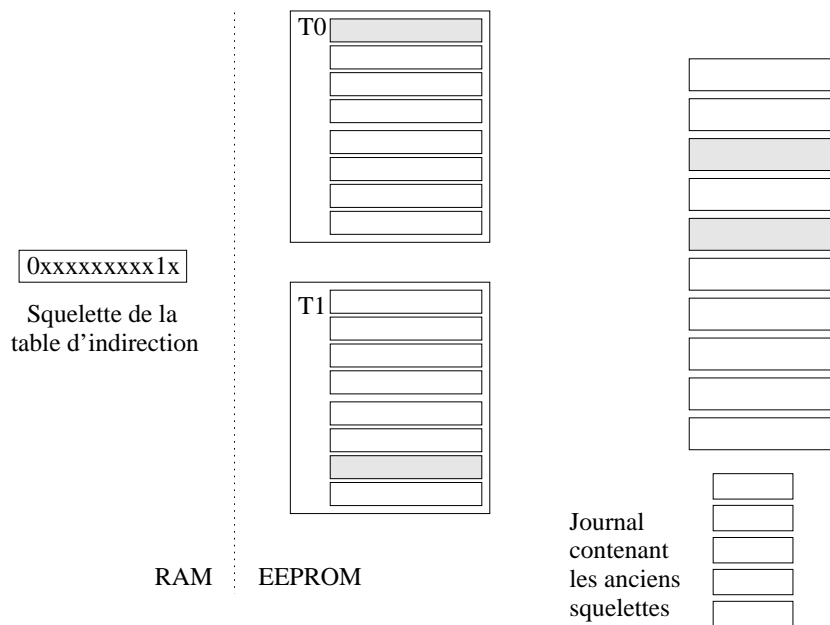 T0
0xxxxxxxxx1x
Squelette de la
table d'indirection
T1
Journal
contenant
les anciens
squelettes
RAM
EEPROM